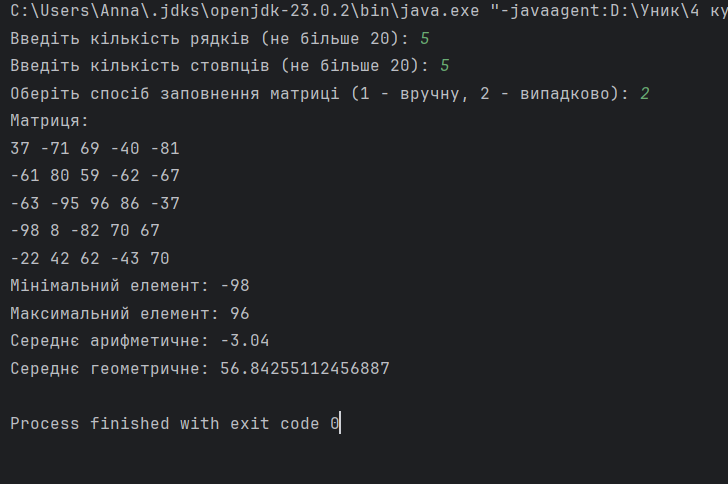 C:\Users\Anna\.jdks\openjdk-23.0.2\bin\java.exe "-javaagent:D:\Уник\4 ку
Введіть кількість рядків (не більше 20): 5
Введіть кількість стовпців (не більше 20): 5
Оберіть спосіб заповнення матриці (1 - вручну, 2 - випадково): 2
Матриця:
37 -71 69 -40 -81
-61 80 59 -62 -67
-63 -95 96 86 -37
-98 8 -82 70 67
-22 42 62 -43 70
Мінімальний елемент: -98
Максимальний елемент: 96
Середнє арифметичне: -3.04
Середнє геометричне: 56.84255112456887
Process finished with exit code 0